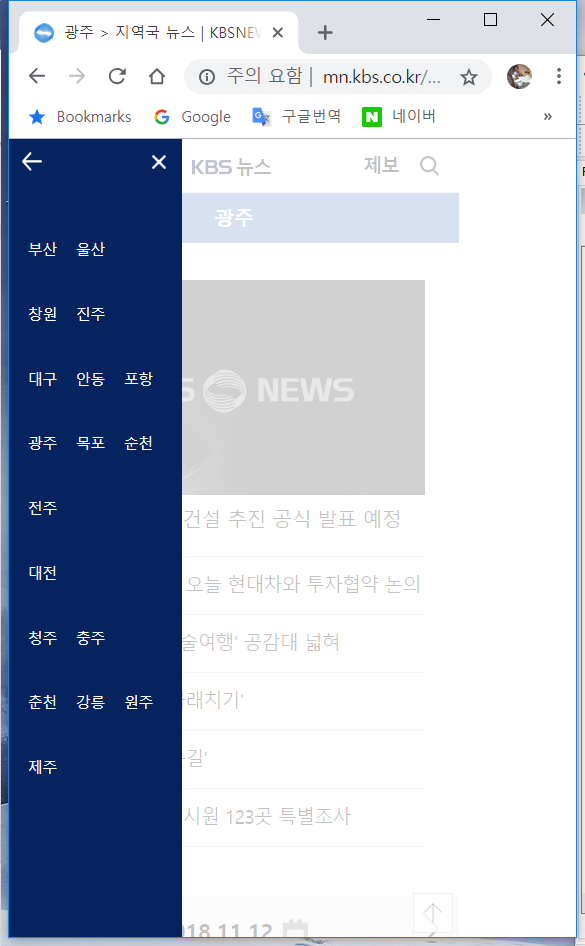 광주 > 지역국 뉴스 | KBSNEW
주의 요함 | mn.kbs.co.kr/...
Bookmarks Google 구글번역 네이버 »
KBS 뉴스 제보
광주
부산 울산
창원 진주
대구 안동 포항
광주 목포 순천
전주
대전
청주 충주
춘천 강릉 원주
제주
S NEWS
건설 추진 공식 발표 예정
오늘 현대차와 투자협약 논의
술여행' 공감대 넓혀
래치기'
길'
시원 123곳 특별조사
018 11 12